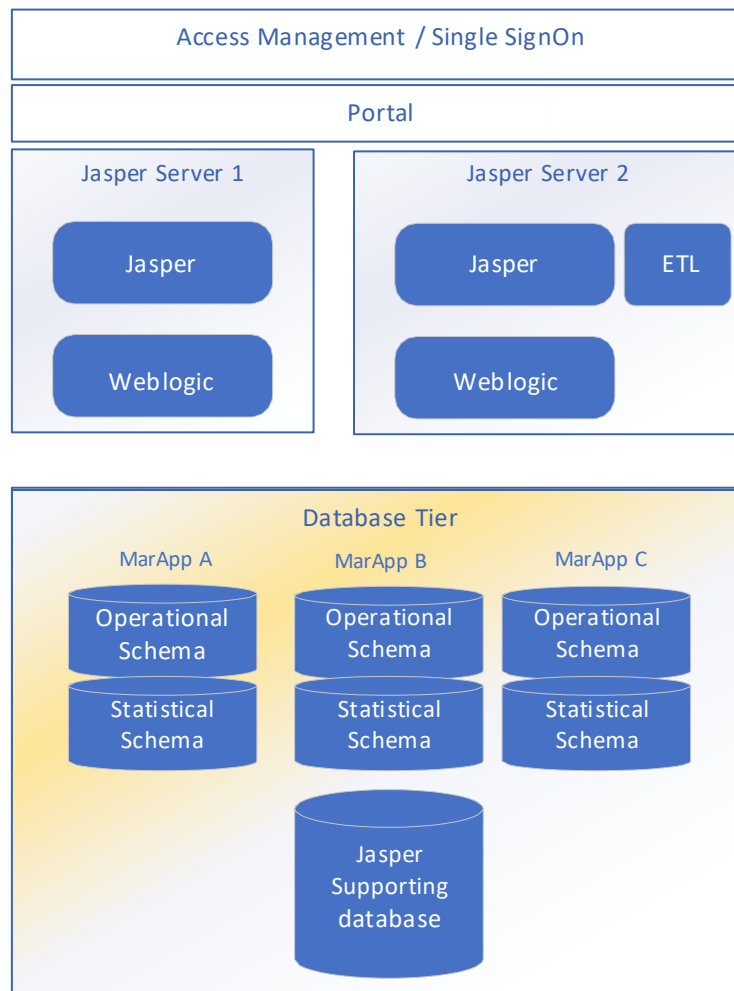 Access Management / Single SignOn
Portal
Jasper Server 1
Jasper
Weblogic
Jasper Server 2
Jasper
ETL
Weblogic
Database Tier
MarApp A
Operational
Schema
Statistical
Schema
MarApp B
Operational
Schema
Statistical
Schema
MarApp C
Operational
Schema
Statistical
Schema
Jasper
Supporting
database